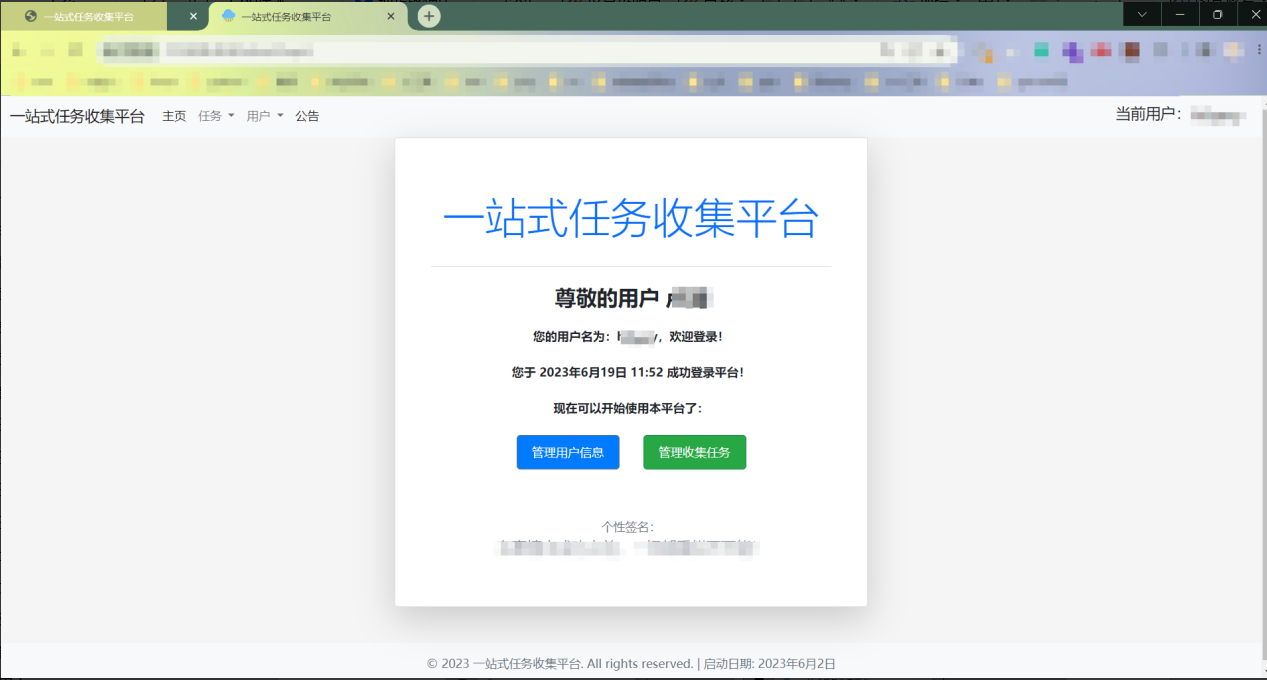 一站式任务收集平台
一站式任务收集平台
一站式任务收集平台 主页 任务 用户 公告 当前用户：
一站式任务收集平台
尊敬的用户
您的用户名为： ，欢迎登录！
您于 2023年6月19日 11:52 成功登录平台！
现在可以开始使用本平台了：
管理用户信息 管理收集任务
个性签名：
© 2023 一站式任务收集平台. All rights reserved. | 启动日期: 2023年6月2日